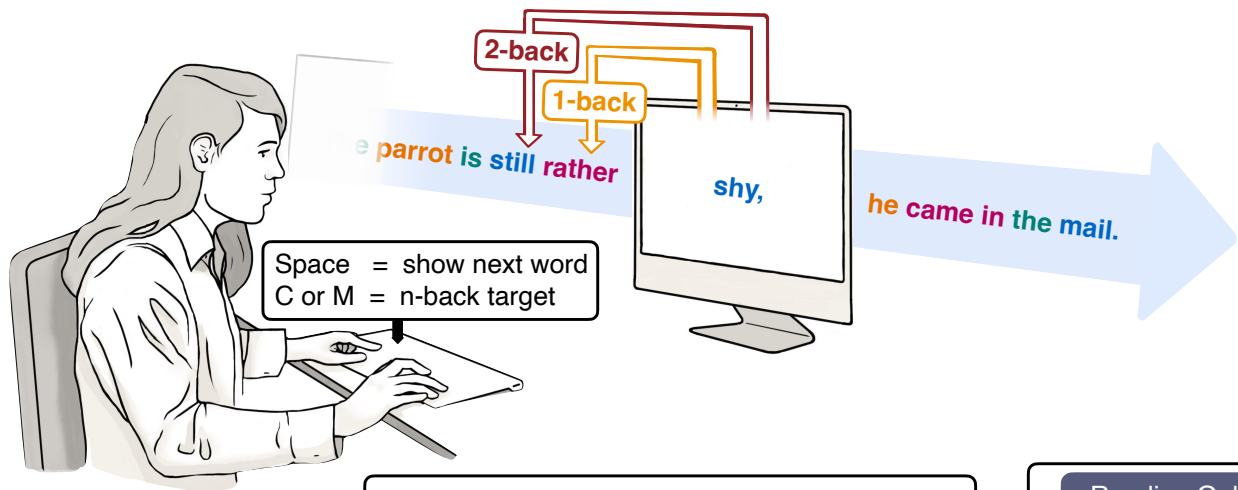 2-back
1-back
parrot is still rather
shy,
he came in the mail.
Space = show next word
C or M = n-back target